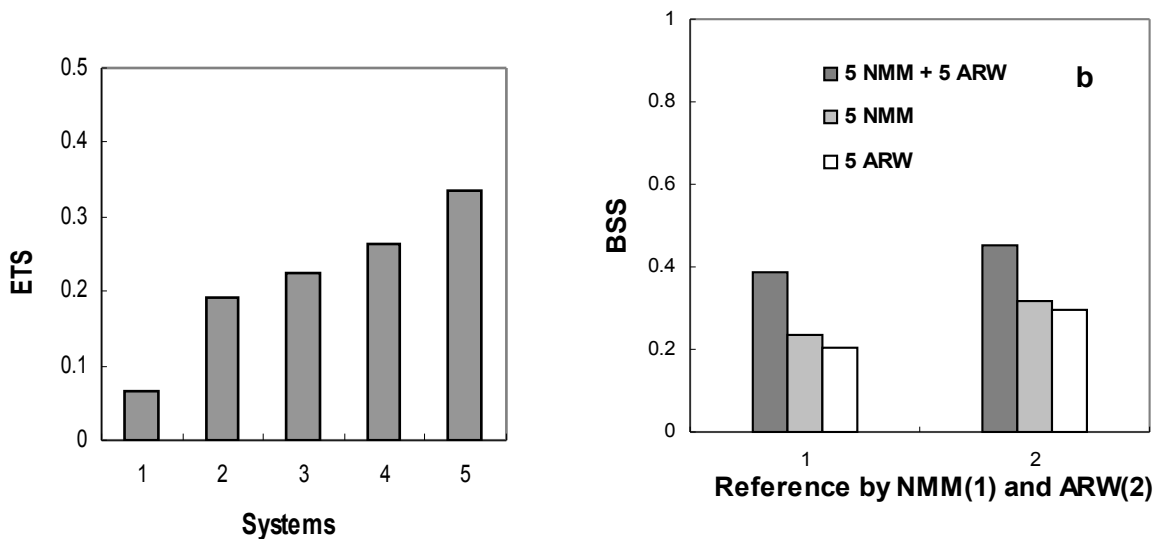 0.5
0.4
0.3
0.2
0.1
0
ETS
1 2 3 4 5
Systems
1
0.8
0.6
0.4
0.2
0
BSS
5 NMM + 5 ARW
5 NMM
5 ARW
b
1 2
Reference by NMM(1) and ARW(2)